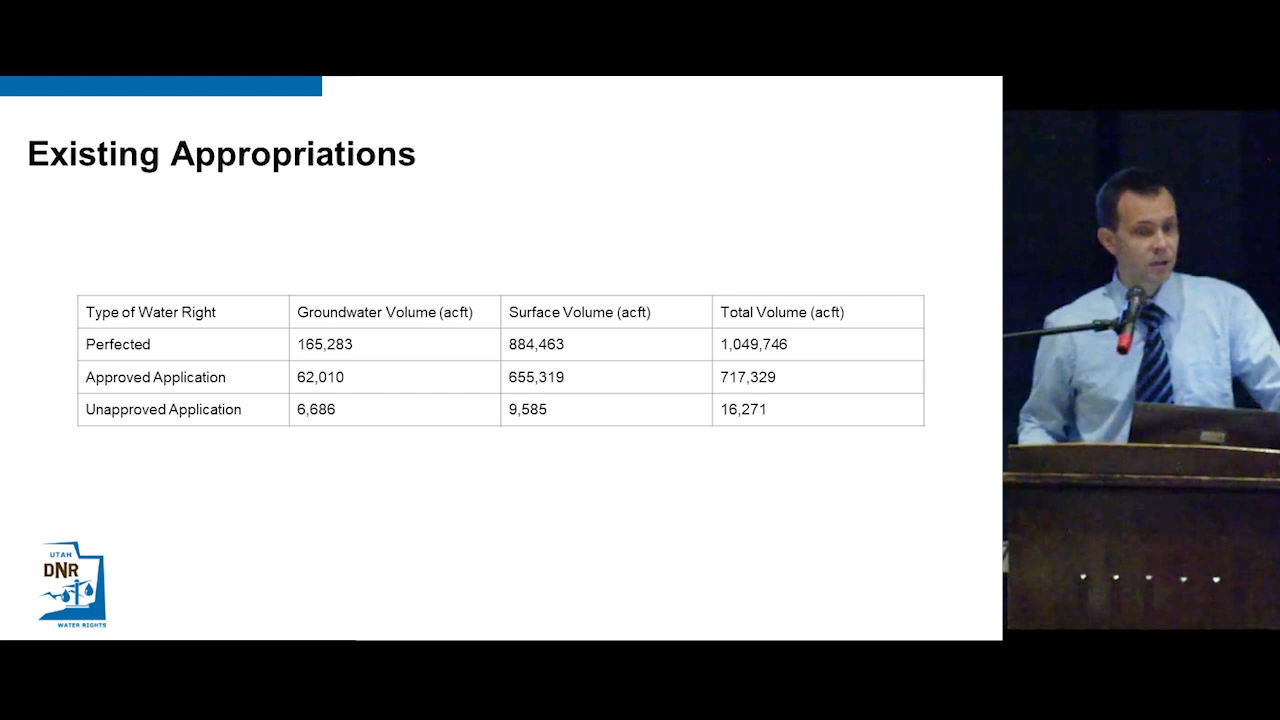 Existing Appropriations
Type of Water Right Groundwater Volume (acft) Surface Volume (acft) Total Volume (acft)
Perfected 165,283 884,463 1,049,746
Approved Application 62,010 655,319 717,329
Unapproved Application 6,686 9,585 16,271
UTAH
DNR
WATER RIGHTS